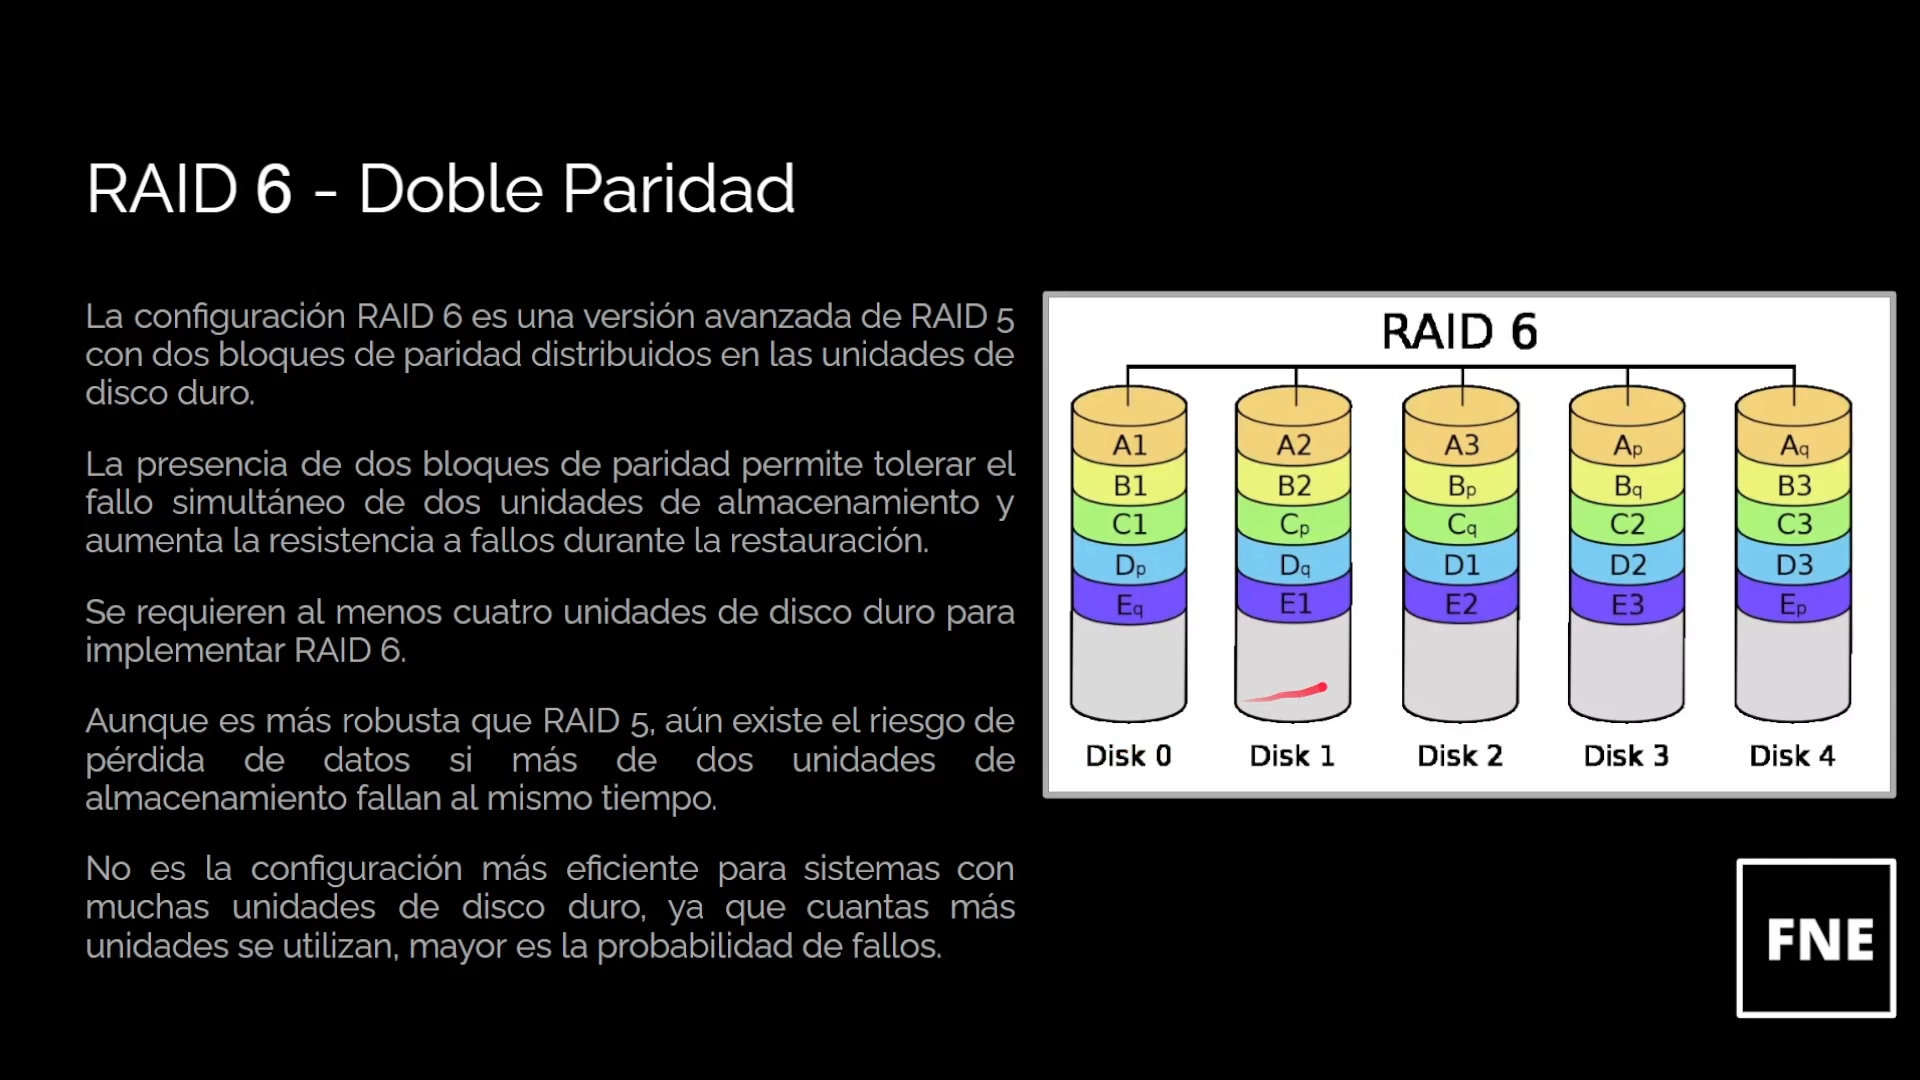 RAID 6 - Doble Paridad
La configuración RAID 6 es una versión avanzada de RAID 5
con dos bloques de paridad distribuidos en las unidades de
disco duro.
La presencia de dos bloques de paridad permite tolerar el
fallo simultáneo de dos unidades de almacenamiento y
aumenta la resistencia a fallos durante la restauración.
Se requieren al menos cuatro unidades de disco duro para
implementar RAID 6.
Aunque es más robusta que RAID 5, aún existe el riesgo de
pérdida de datos si más de dos unidades de
almacenamiento fallan al mismo tiempo.
No es la configuración más eficiente para sistemas con
muchas unidades de disco duro, ya que cuantas más
unidades se utilizan, mayor es la probabilidad de fallos.
RAID 6
A1 A2 A3 Ap Aq
B1 B2 Bp Bq B3
C1 Cp Cq C2 C3
Dp Dq D1 D2 D3
Eq E1 E2 E3 Ep
Disk 0 Disk 1 Disk 2 Disk 3 Disk 4
FNE